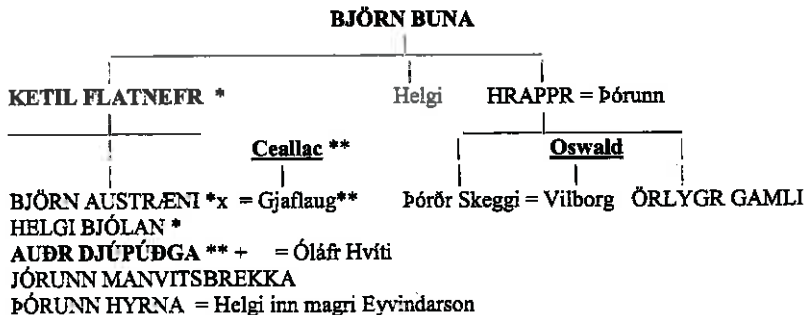 BJÖRN BUNA
KETIL FLATNEFR * Helgi HRAPPR = Þórunn
Ceallac ** Oswald
BJÖRN AUSTRÆNI *x = Gjaflaug** Þórðr Skeggi = Vilborg ÖRLYGR GAMLI
HELGI BJÓLAN *
AUÐR DJÚPÚÐGA ** + = Óláfr Hvíti
JÓRUNN MANVITSBREKKA
ÞÓRUNN HYRNA = Helgi inn magri Eyvindarson